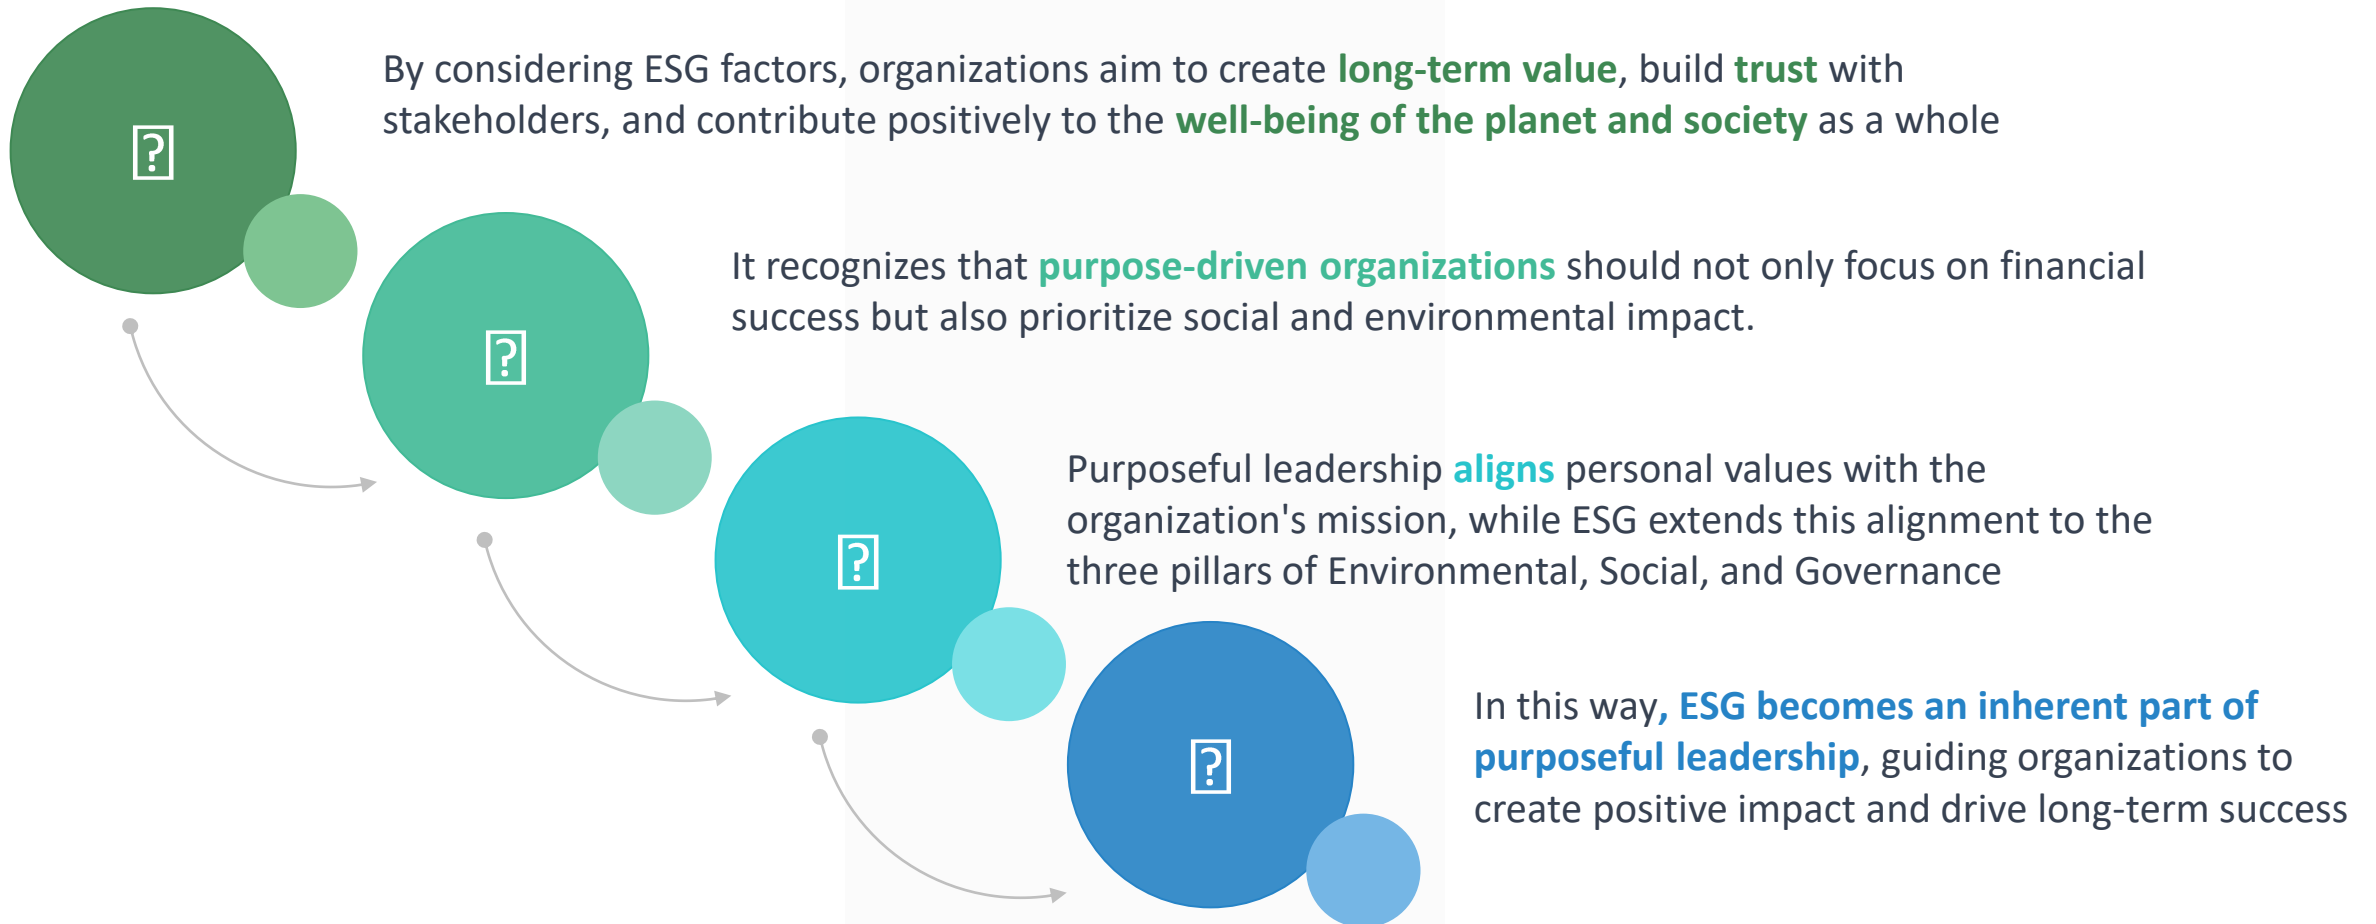 By considering ESG factors, organizations aim to create long-term value, build trust with
stakeholders, and contribute positively to the well-being of the planet and society as a whole
It recognizes that purpose-driven organizations should not only focus on financial
success but also prioritize social and environmental impact.
Purposeful leadership aligns personal values with the
organization's mission, while ESG extends this alignment to the
three pillars of Environmental, Social, and Governance
In this way, ESG becomes an inherent part of
purposeful leadership, guiding organizations to
create positive impact and drive long-term success